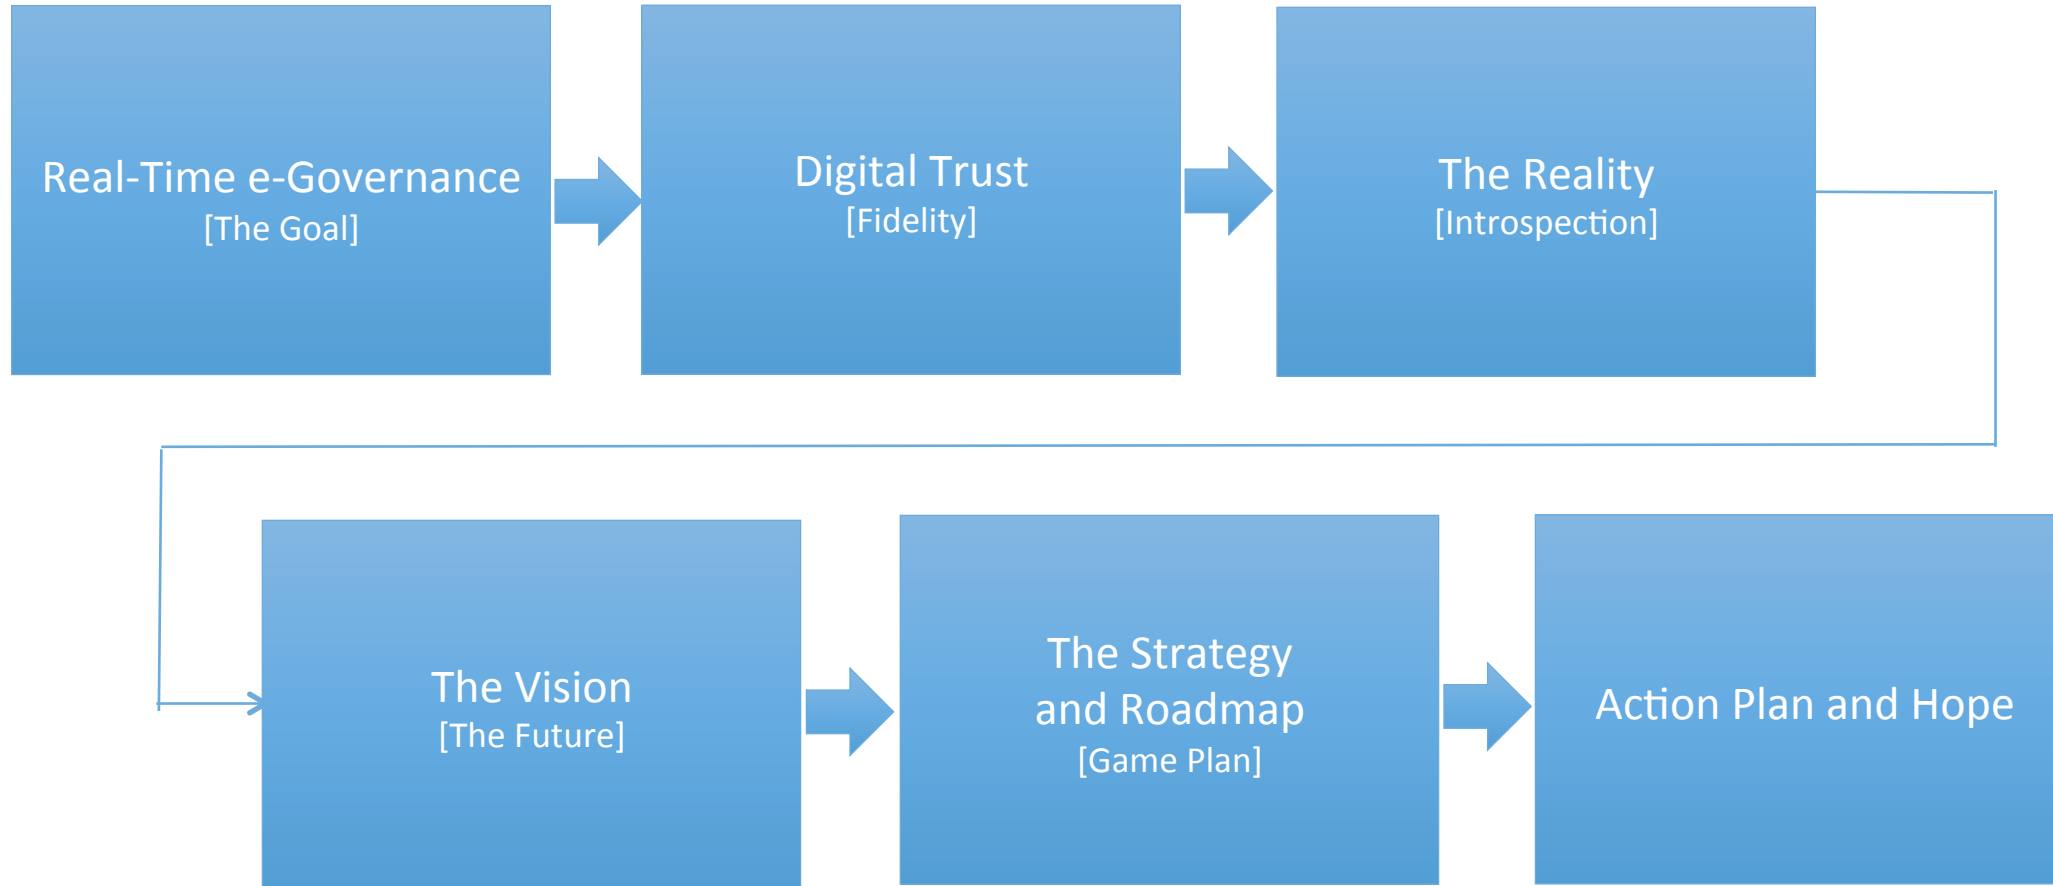 Real-Time e-Governance
[The Goal]
Digital Trust
[Fidelity]
The Reality
[Introspection]
The Vision
[The Future]
The Strategy
and Roadmap
[Game Plan]
Action Plan and Hope